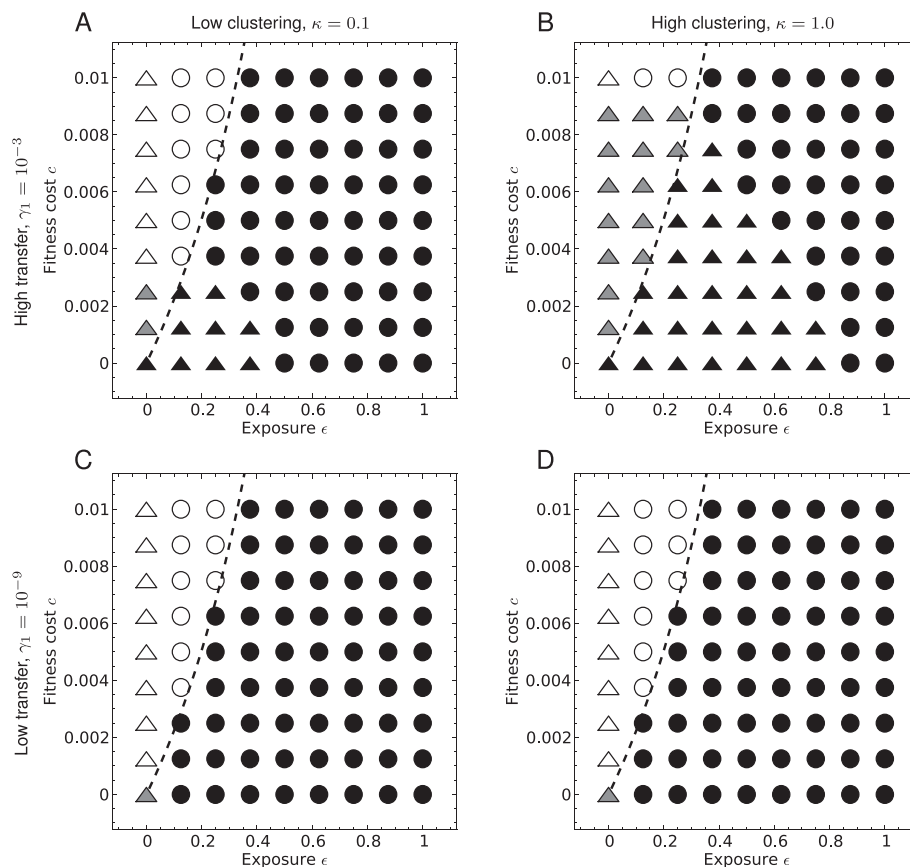 A
Low clustering, κ = 0.1
B
High clustering, κ = 1.0
High transfer, γ₁ = 10⁻³
Fitness cost c
0.01
0.008
0.006
0.004
0.002
0
0 0.2 0.4 0.6 0.8 1
Exposure ϵ
Fitness cost c
0.01
0.008
0.006
0.004
0.002
0
0 0.2 0.4 0.6 0.8 1
Exposure ϵ
C
D
Low transfer, γ₁ = 10⁻⁹
Fitness cost c
0.01
0.008
0.006
0.004
0.002
0
0 0.2 0.4 0.6 0.8 1
Exposure ϵ
Fitness cost c
0.01
0.008
0.006
0.004
0.002
0
0 0.2 0.4 0.6 0.8 1
Exposure ϵ